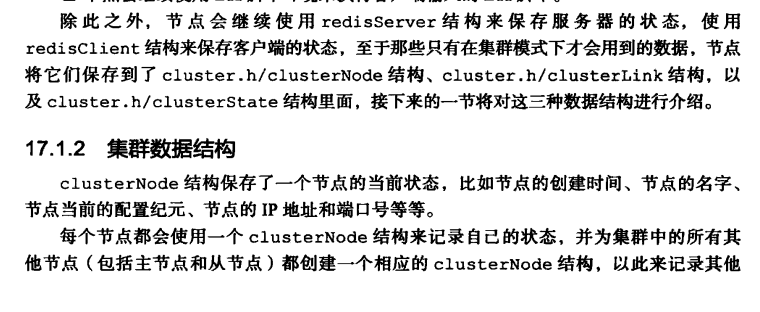 除此之外，节点会继续使用 redisServer 结构来保存服务器的状态，使用
redisClient 结构来保存客户端的状态，至于那些只有在集群模式下才会用到的数据，节点
将它们保存到了 cluster.h/clusterNode 结构、cluster.h/clusterLink 结构，以
及 cluster.h/clusterState 结构里面，接下来的一节将对这三种数据结构进行介绍。
17.1.2 集群数据结构
clusterNode 结构保存了一个节点的当前状态，比如节点的创建时间、节点的名字、
节点当前的配置纪元、节点的 IP 地址和端口号等等。
每个节点都会使用一个 clusterNode 结构来记录自己的状态，并为集群中的所有其
他节点（包括主节点和从节点）都创建一个相应的 clusterNode 结构，以此来记录其他